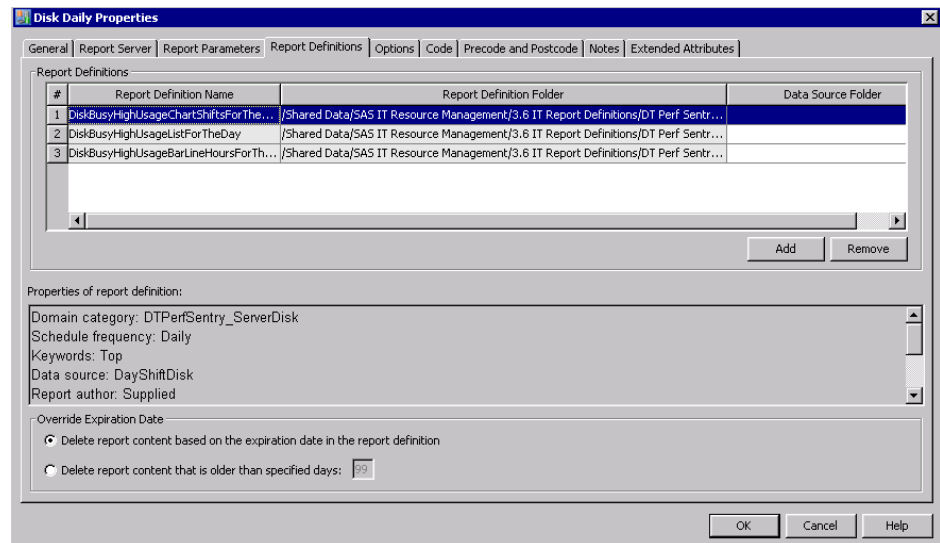 Disk Daily Properties
General Report Server Report Parameters Report Definitions Options Code Precode and Postcode Notes Extended Attributes
Report Definitions
# Report Definition Name Report Definition Folder Data Source Folder
1 DiskBusyHighUsageChartShiftsForThe... /Shared Data/SAS IT Resource Management/3.6 IT Report Definitions/DT Perf Sentr...
2 DiskBusyHighUsageListForTheDay /Shared Data/SAS IT Resource Management/3.6 IT Report Definitions/DT Perf Sentr...
3 DiskBusyHighUsageBarLineHoursForTh... /Shared Data/SAS IT Resource Management/3.6 IT Report Definitions/DT Perf Sentr...
Add Remove
Properties of report definition:
Domain category: DTPerfSentry_ServerDisk
Schedule frequency: Daily
Keywords: Top
Data source: DayShiftDisk
Report author: Supplied
Override Expiration Date
Delete report content based on the expiration date in the report definition
Delete report content that is older than specified days: 99
OK Cancel Help